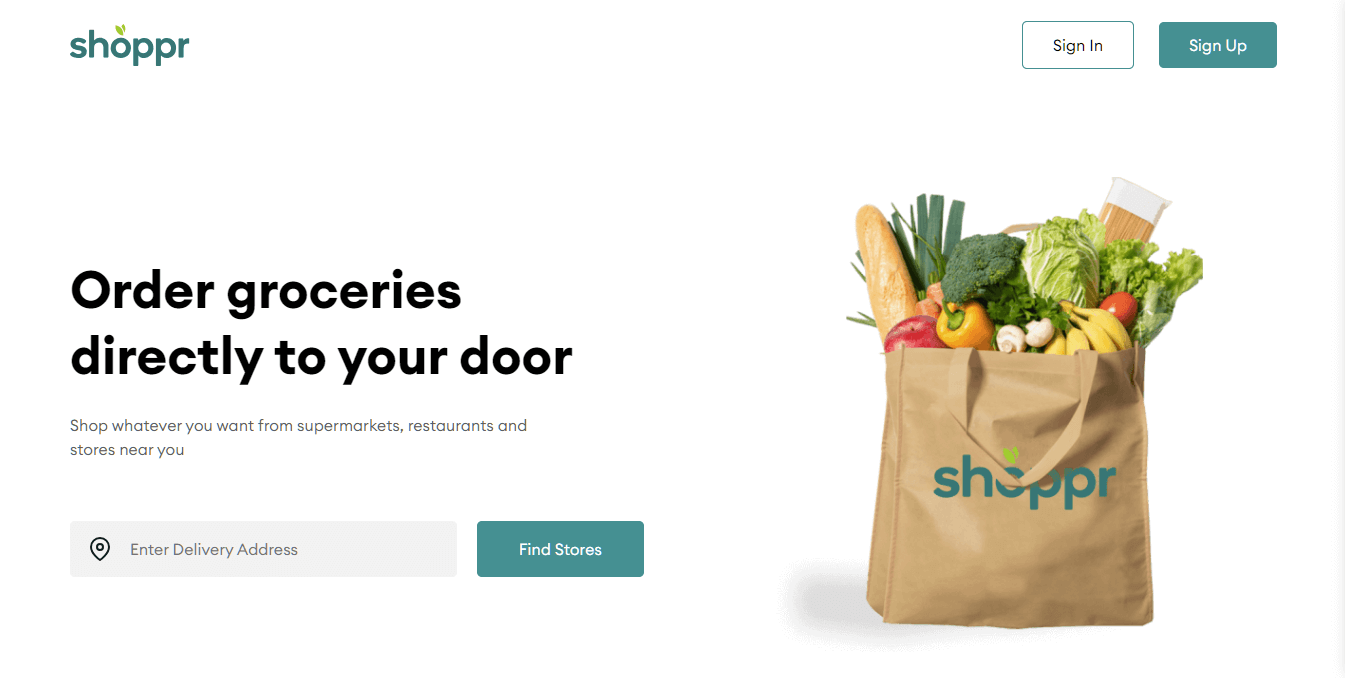 shoppr
Sign In
Sign Up
Order groceries
directly to your door
Shop whatever you want from supermarkets, restaurants and
stores near you
Enter Delivery Address
Find Stores
shoppr